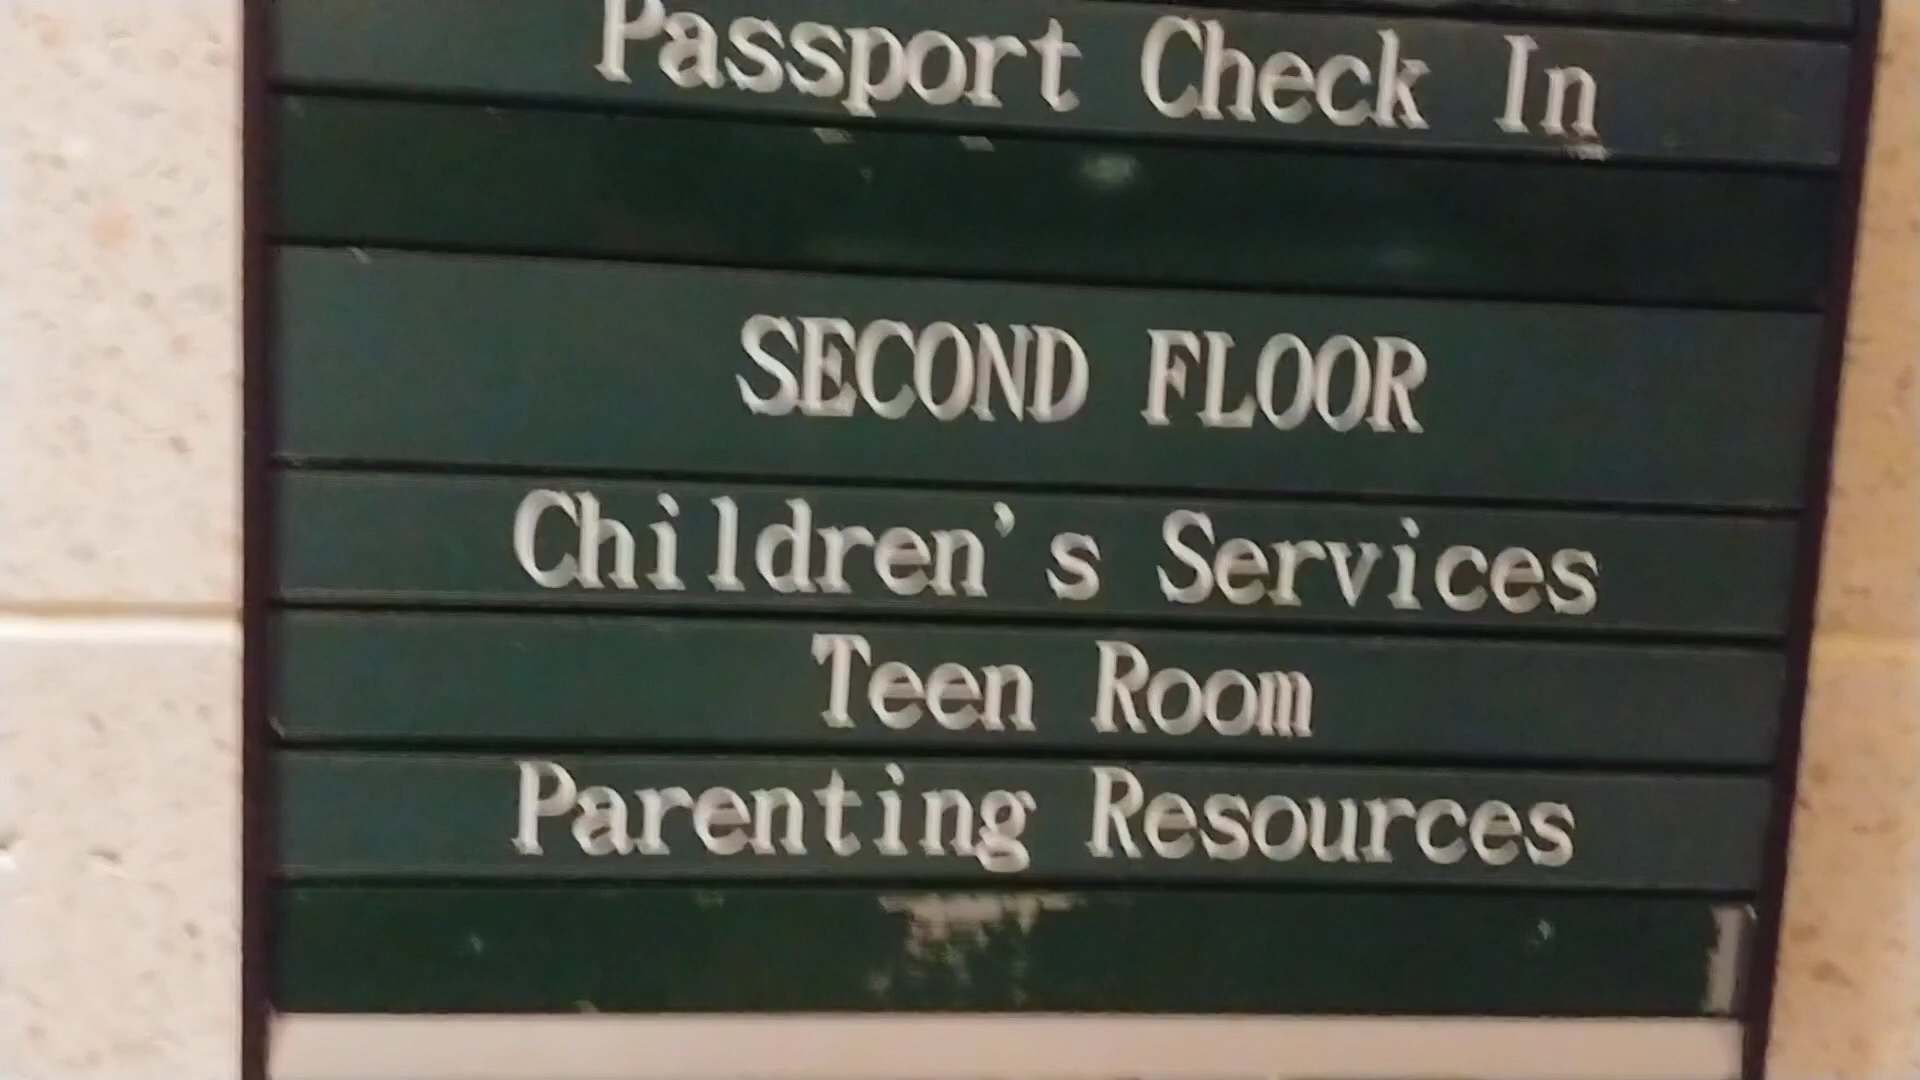 Passport Check In
SECOND FLOOR
Children's Services
Teen Room
Parenting Resources